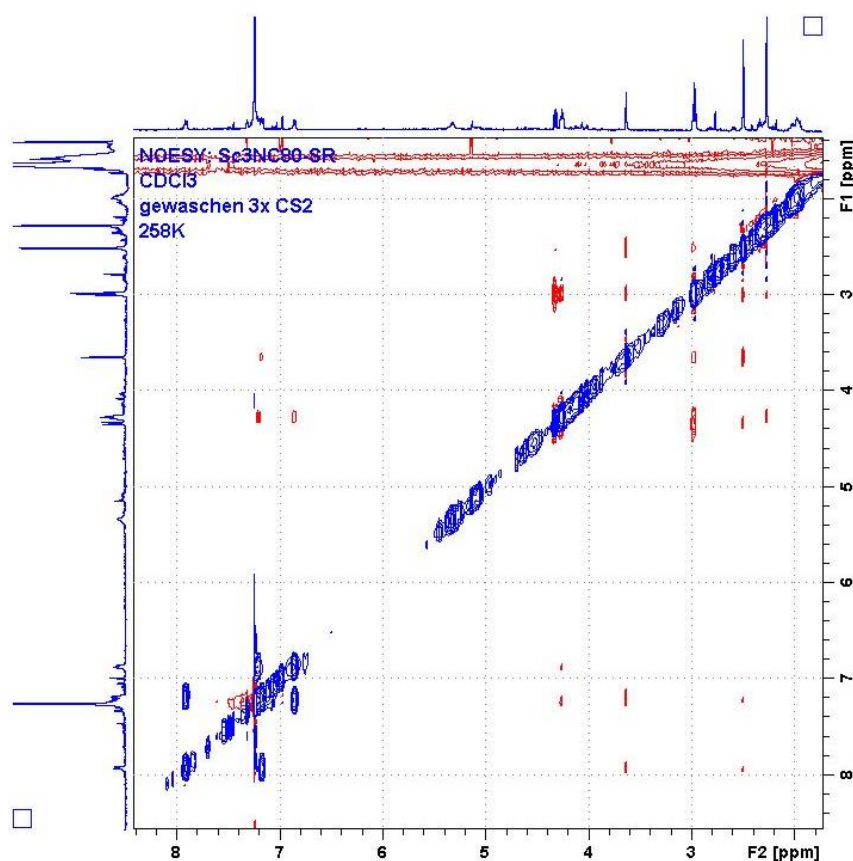 NOESY: Sc3NC80-SR
CDCl3
gewaschen 3x CS2
258K
F1 [ppm]
3
4
5
6
7
8
8
7
6
5
4
3
F2 [ppm]